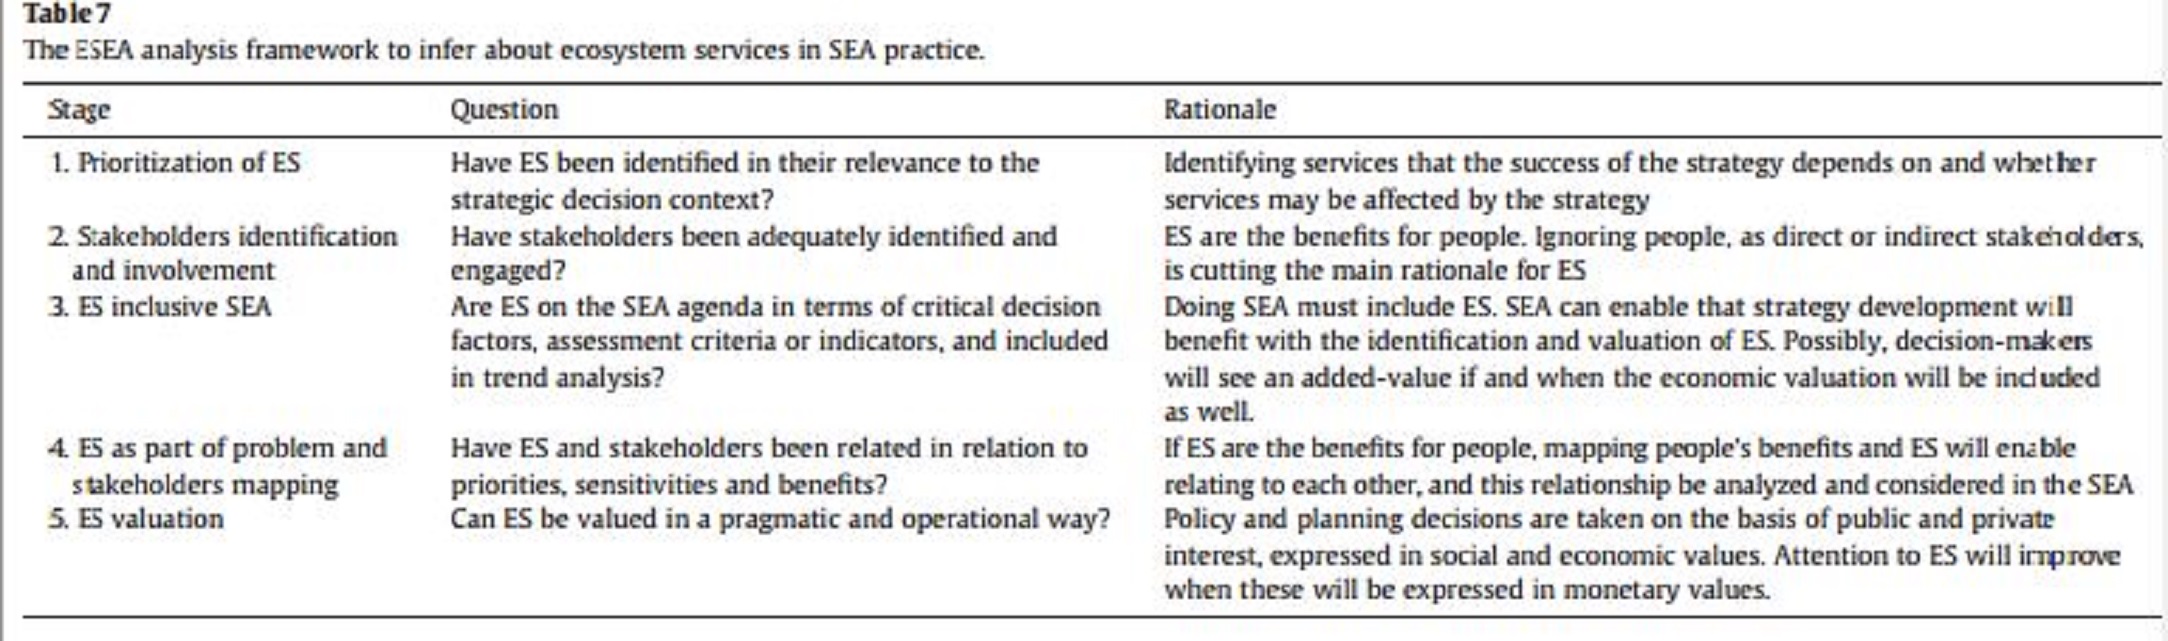 Table 7
The ESEA analysis framework to infer about ecosystem services in SEA practice.
Stage Question Rationale
1. Prioritization of ES Have ES been identified in their relevance to the Identifying services that the success of the strategy depends on and whether
strategic decision context? services may be affected by the strategy
2. Stakeholders identification Have stakeholders been adequately identified and ES are the benefits for people. Ignoring people, as direct or indirect stakeholders,
and involvement engaged? is cutting the main rationale for ES
3. ES inclusive SEA Are ES on the SEA agenda in terms of critical decision Doing SEA must include ES. SEA can enable that strategy development will
factors, assessment criteria or indicators, and included benefit with the identification and valuation of ES. Possibly, decision-makers
in trend analysis? will see an added-value if and when the economic valuation will be included
as well.
4. ES as part of problem and Have ES and stakeholders been related in relation to If ES are the benefits for people, mapping people's benefits and ES will enable
stakeholders mapping priorities, sensitivities and benefits? relating to each other, and this relationship be analyzed and considered in the SEA
5. ES valuation Can ES be valued in a pragmatic and operational way? Policy and planning decisions are taken on the basis of public and private
interest, expressed in social and economic values. Attention to ES will improve
when these will be expressed in monetary values.